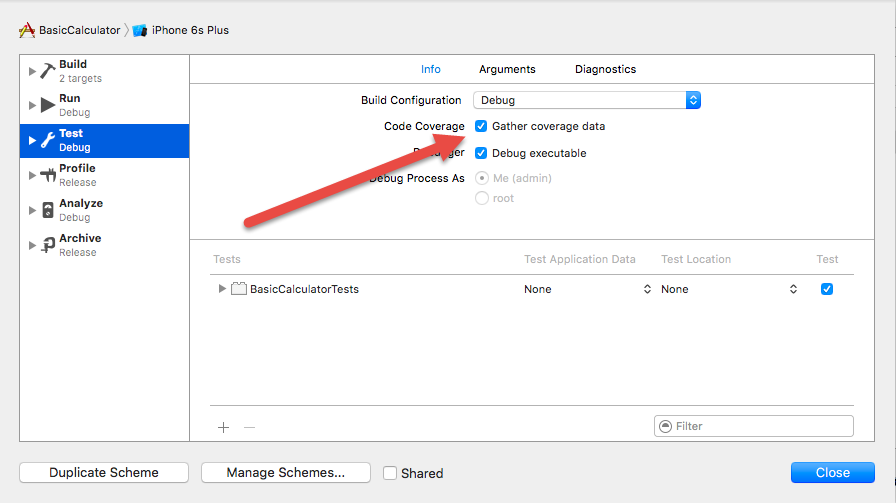 BasicCalculator iPhone 6s Plus
Build
2 targets
Run
Debug
Test
Debug
Profile
Release
Analyze
Debug
Archive
Release
Info Arguments Diagnostics
Build Configuration Debug
Code Coverage Gather coverage data
Debug executable
Debug Process As Me (admin)
root
Tests Test Application Data Test Location Test
BasicCalculatorTests None None
Filter
Duplicate Scheme Manage Schemes... Shared Close